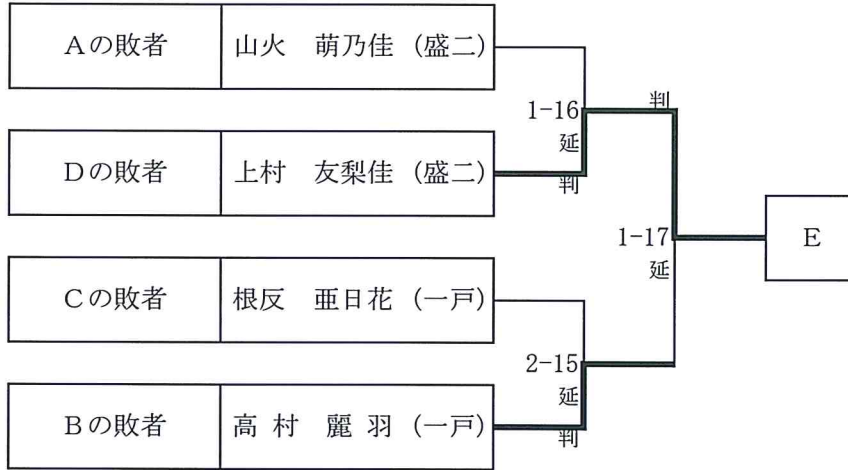 Aの敗者 山火 萌乃佳 (盛二)
1-16
判
延
Dの敗者 上村 友梨佳 (盛二)
判
1-17
E
延
Cの敗者 根反 亜日花 (一戸)
2-15
延
Bの敗者 高村 麗羽 (一戸)
判